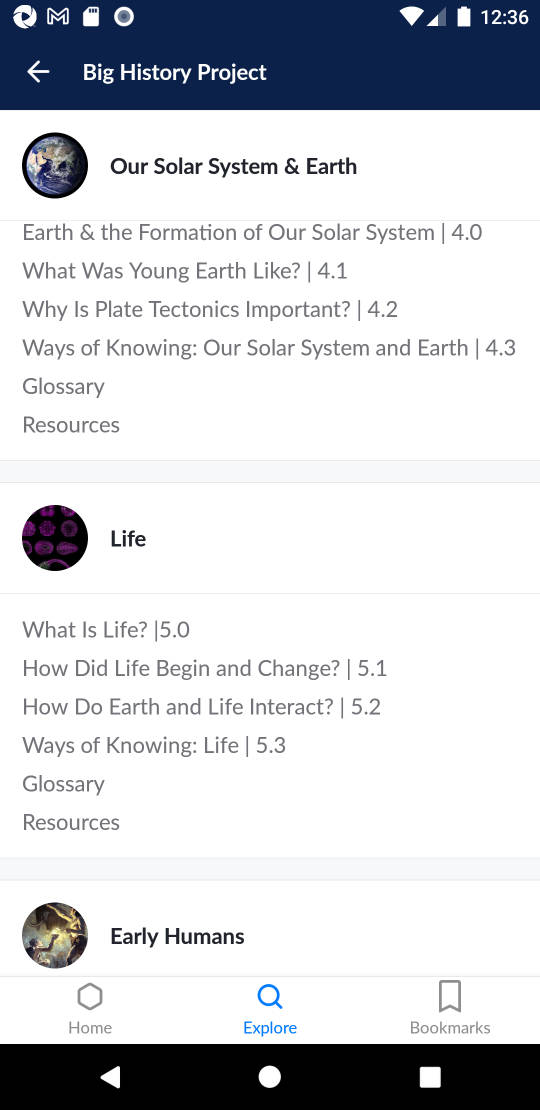 12:36
Big History Project
Our Solar System & Earth
Earth & the Formation of Our Solar System | 4.0
What Was Young Earth Like? | 4.1
Why Is Plate Tectonics Important? | 4.2
Ways of Knowing: Our Solar System and Earth | 4.3
Glossary
Resources
Life
What Is Life? |5.0
How Did Life Begin and Change? | 5.1
How Do Earth and Life Interact? | 5.2
Ways of Knowing: Life | 5.3
Glossary
Resources
Early Humans
Home Explore Bookmarks